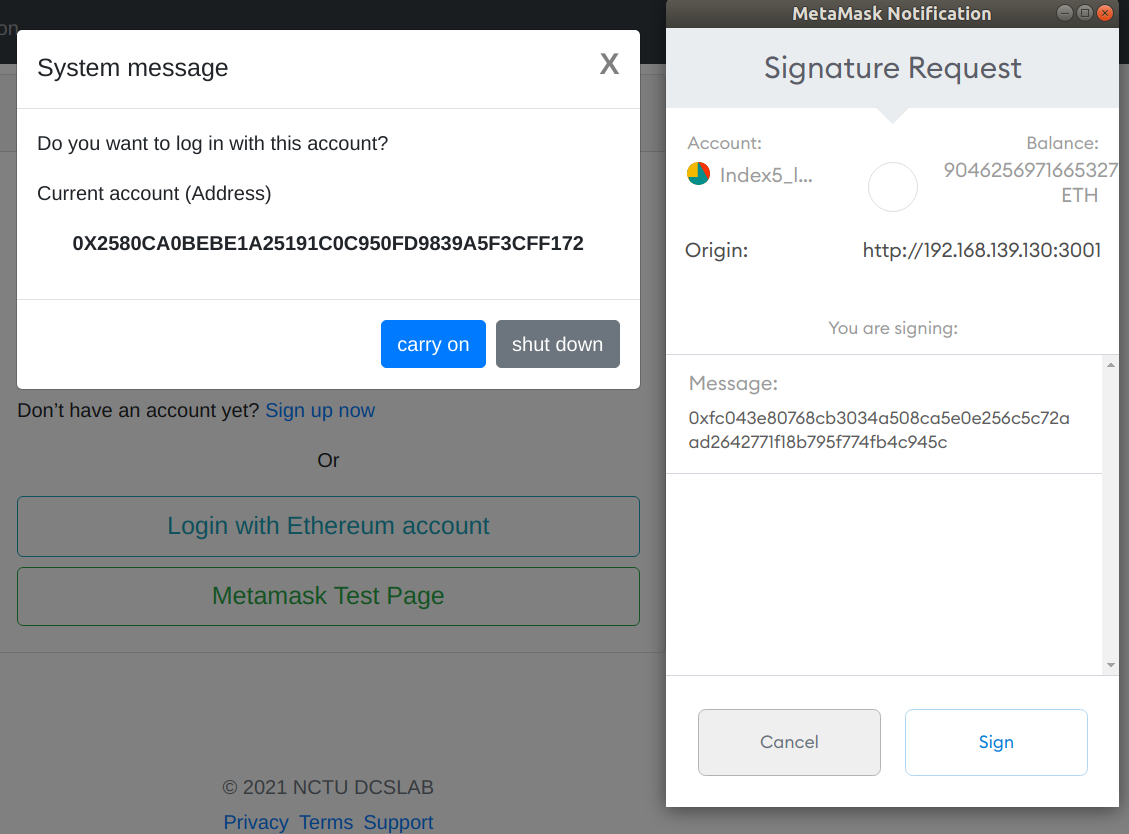 on
System message
X
Do you want to log in with this account?
Current account (Address)
0X2580CA0BEBE1A25191C0C950FD9839A5F3CFF172
carry on
shut down
Don't have an account yet? Sign up now
Or
Login with Ethereum account
Metamask Test Page
© 2021 NCTU DCSLAB
Privacy Terms Support
MetaMask Notification
Signature Request
Account:
Index5_l...
Balance:
9046256971665327
ETH
Origin:
http://192.168.139.130:3001
You are signing:
Message:
0xfc043e80768cb3034a508ca5e0e256c5c72a
ad2642771f18b795f774fb4c945c
Cancel
Sign